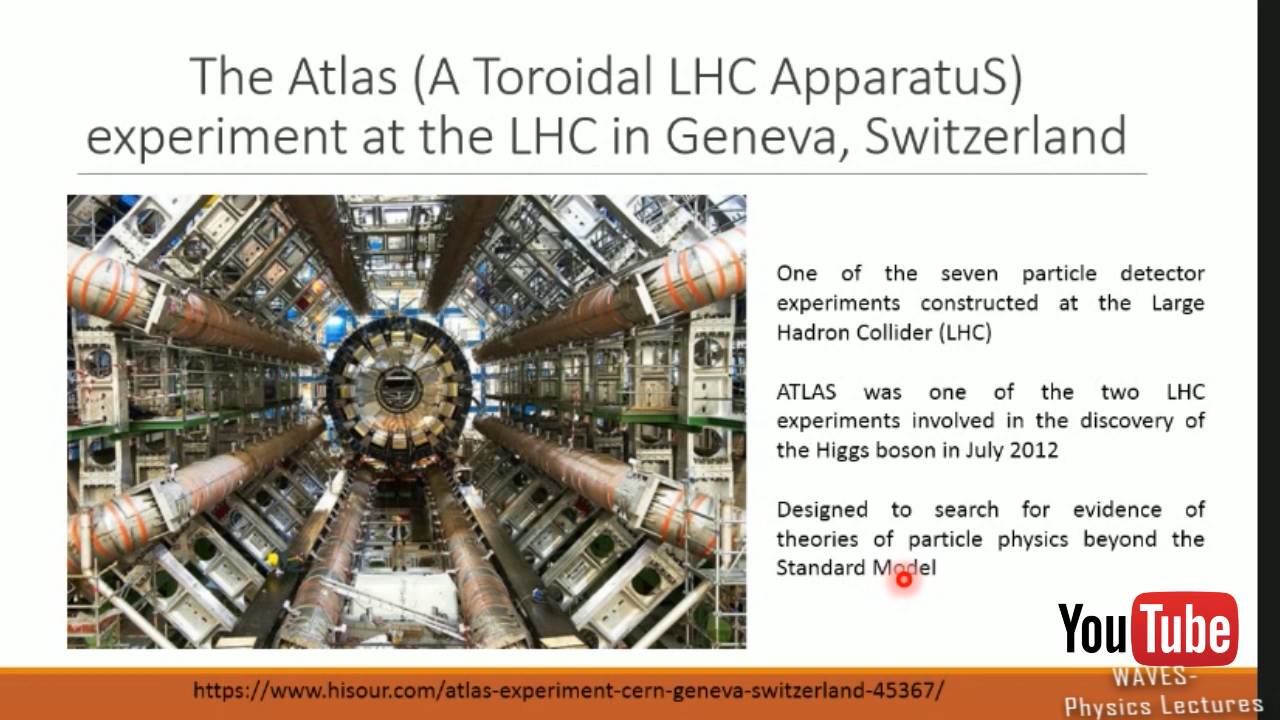 The Atlas (A Toroidal LHC ApparatuS)
experiment at the LHC in Geneva, Switzerland
One of the seven particle detector
experiments constructed at the Large
Hadron Collider (LHC)
ATLAS was one of the two LHC
experiments involved in the discovery of
the Higgs boson in July 2012
Designed to search for evidence of
theories of particle physics beyond the
Standard Model
YouTube
WAVES-
Physics Lectures
https://www.hisour.com/atlas-experiment-cern-geneva-switzerland-45367/